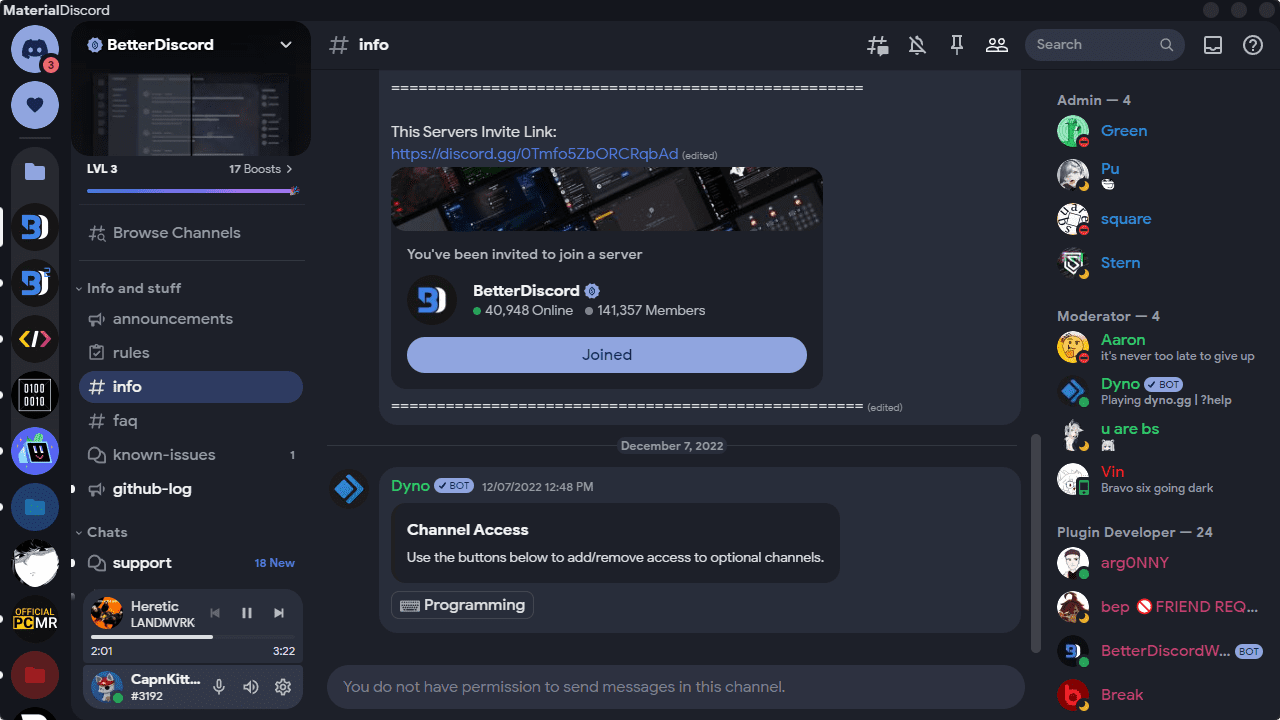 MaterialDiscord
3
BetterDiscord
LVL 3
17 Boosts
Browse Channels
Info and stuff
announcements
rules
info
faq
known-issues
1
github-log
Chats
support
18 New
0100
0010
OFFICIAL
PCMR
Heretic
LANDMVRK
2:01
3:22
CapnKitt...
#3192
info
Search
====================================================
This Servers Invite Link:
https://discord.gg/0Tmfo5ZbORCRqbAd (edited)
You've been invited to join a server
BetterDiscord
40,948 Online
141,357 Members
Joined
==================================================== (edited)
December 7, 2022
Dyno BOT 12/07/2022 12:48 PM
Channel Access
Use the buttons below to add/remove access to optional channels.
Programming
You do not have permission to send messages in this channel.
Admin — 4
Green
Pu
square
Stern
Moderator — 4
Aaron
it's never too late to give up
Dyno BOT
Playing dyno.gg | ?help
u are bs
Vin
Bravo six going dark
Plugin Developer — 24
arg0NNY
bep 🚫FRIEND REQ...
BetterDiscordW... BOT
Break